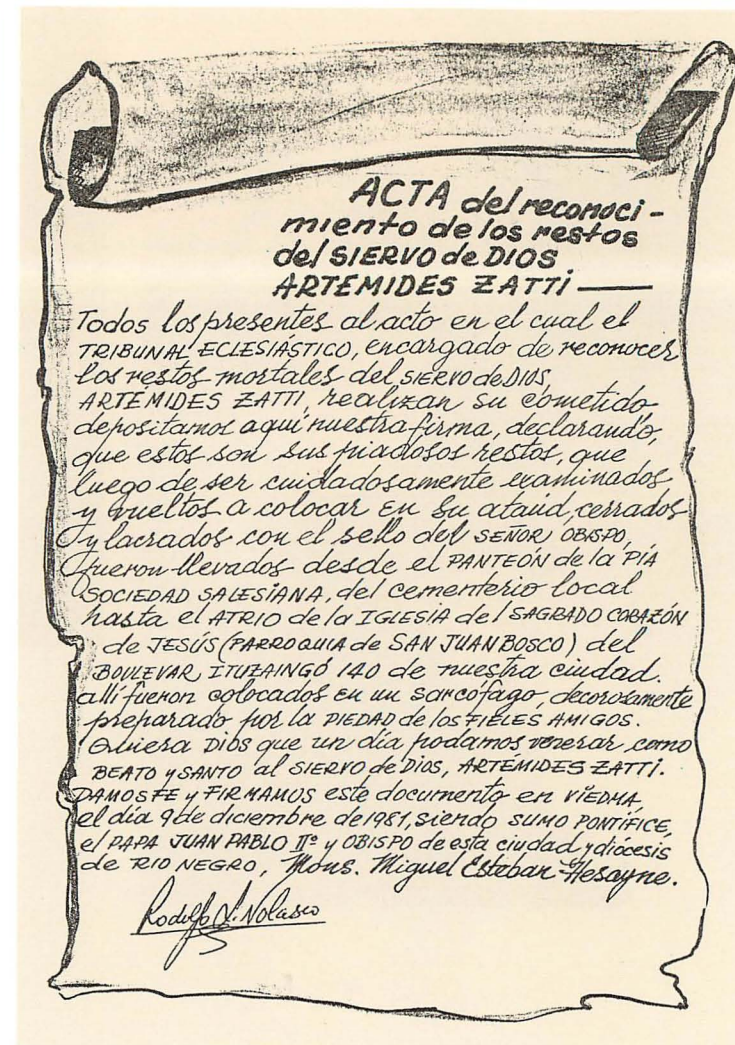 ACTA del reconoci-
miento de los restos
del SIERVO de DIOS
ARTEMIDES ZATTI
Todos los presentes al acto en el cual el
TRIBUNAL ECLESIÁSTICO, encargado de reconocer
los restos mortales del SIERVO de DIOS,
ARTEMIDES ZATTI, realizan su cometido
depositamos aquí nuestra firma, declarando,
que estos son sus piadosos restos, que
luego de ser cuidadosamente examinados
y vueltos a colocar en su ataúd, cerrados
y lacrados con el sello del SEÑOR OBISPO,
fueron llevados desde el PANTEÓN de la PÍA
SOCIEDAD SALESIANA, del cementerio local
hasta el ATRIO de la IGLESIA del SAGRADO CORAZÓN
de JESÚS (PARROQUIA de SAN JUAN BOSCO) del
BOULEVAR ITUZAINGÓ 140 de nuestra ciudad.
allí fueron colocados en un sarcófago, decorosamente
preparado por la PIEDAD de los FIELES AMIGOS.
Quiera Dios que un día podamos venerar como
BEATO y SANTO al SIERVO de Dios, ARTEMIDES ZATTI.
DAMOS FE y FIRMAMOS este documento en VIEDMA,
el día 9 de diciembre de 1981, siendo SUMO PONTÍFICE,
el PAPA JUAN PABLO IIº y OBISPO de esta ciudad y diócesis
de RIO NEGRO, Mons. Miguel Esteban Hesayne.
Rodolfo L. Nolasco